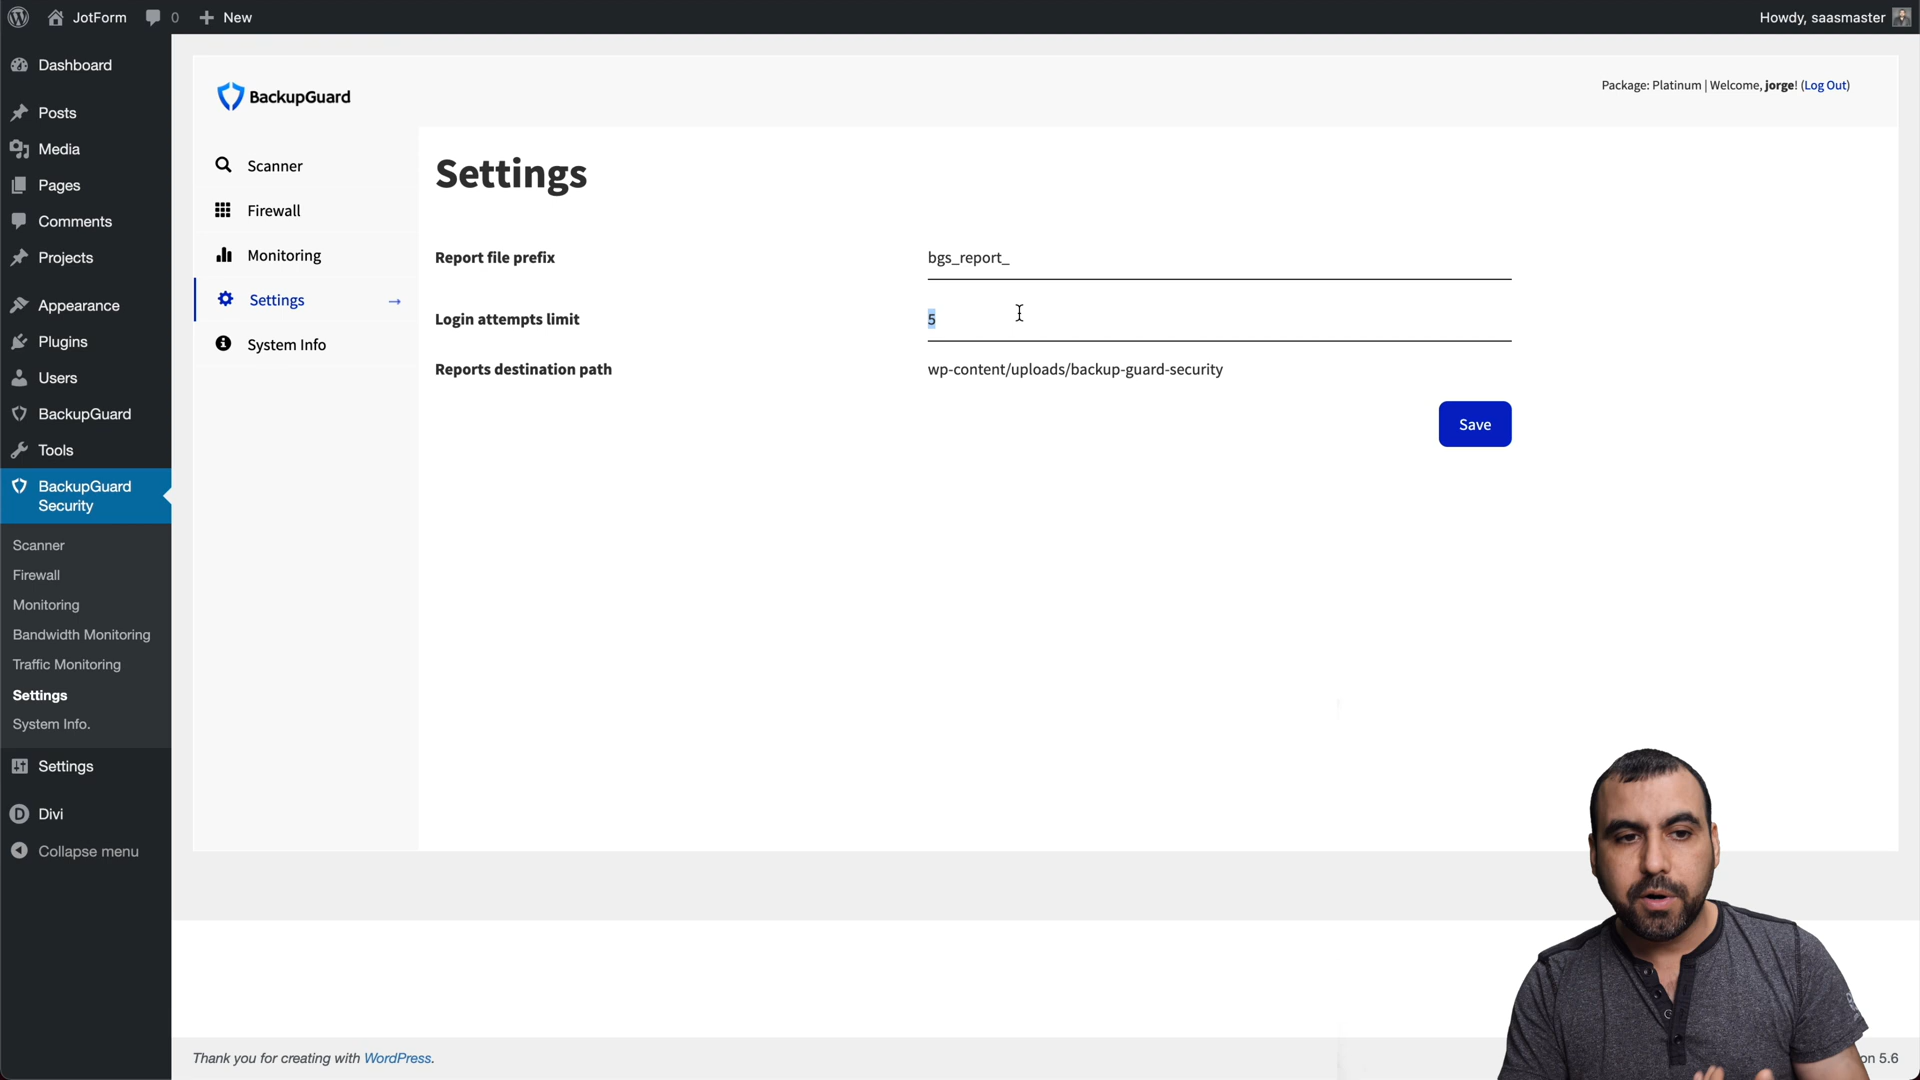 JotForm
0
New
Howdy, saasmaster
Dashboard
Posts
Media
Pages
Comments
Projects
Appearance
Plugins
Users
BackupGuard
Tools
BackupGuard
Security
Scanner
Firewall
Monitoring
Bandwidth Monitoring
Traffic Monitoring
Settings
System Info.
Settings
Divi
Collapse menu
BackupGuard
Package: Platinum | Welcome, jorge! (Log Out)
Scanner
Firewall
Monitoring
Settings →
System Info
Settings
Report file prefix
bgs_report_
Login attempts limit
5
Reports destination path
wp-content/uploads/backup-guard-security
Save
Thank you for creating with WordPress.
on 5.6